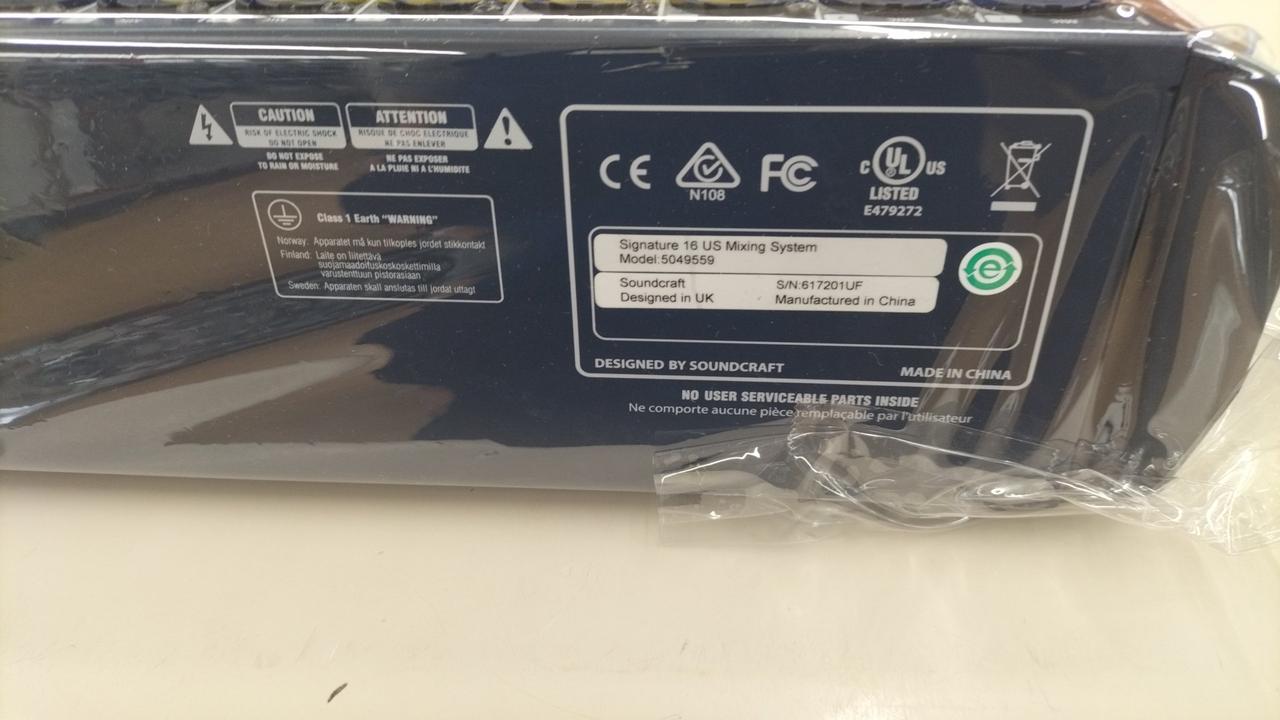 CAUTION
RISK OF ELECTRIC SHOCK
DO NOT OPEN
DO NOT EXPOSE
TO RAIN OR MOISTURE
ATTENTION
RISQUE DE CHOC ELECTRIQUE
NE PAS ENLEVER
NE PAS EXPOSER
A LA PLUIE NI A L'HUMIDITE
Class 1 Earth "WARNING"
Norway: Apparatet må kun tilkoples jordet stikkontakt
Finland: Laite on liitettävä
suojamaadoituskoskoskettimilla
varustenttuun pistorasiaan
Sweden: Apparaten skall anslutas till jordat uttagt
CE
N108
FC
C UL US
LISTED
E479272
Signature 16 US Mixing System
Model:5049559
Soundcraft S/N:617201UF
Designed in UK Manufactured in China
e
DESIGNED BY SOUNDCRAFT MADE IN CHINA
NO USER SERVICEABLE PARTS INSIDE
Ne comporte aucune pièce remplaçable par l'utilisateur